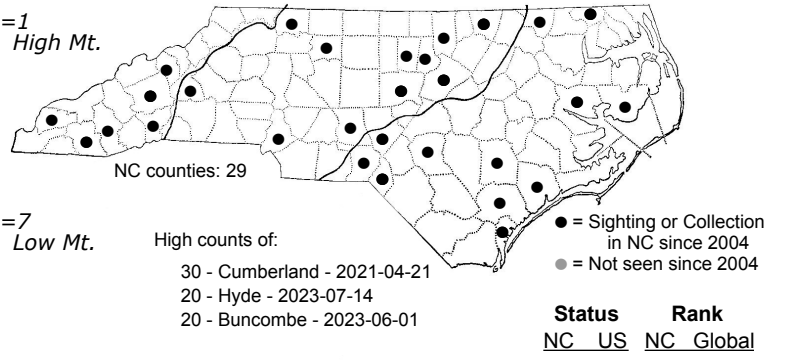 =1
High Mt.
NC counties: 29
=7
Low Mt.
High counts of:
30 - Cumberland - 2021-04-21
20 - Hyde - 2023-07-14
20 - Buncombe - 2023-06-01
= Sighting or Collection
in NC since 2004
= Not seen since 2004
Status Rank
NC US NC Global